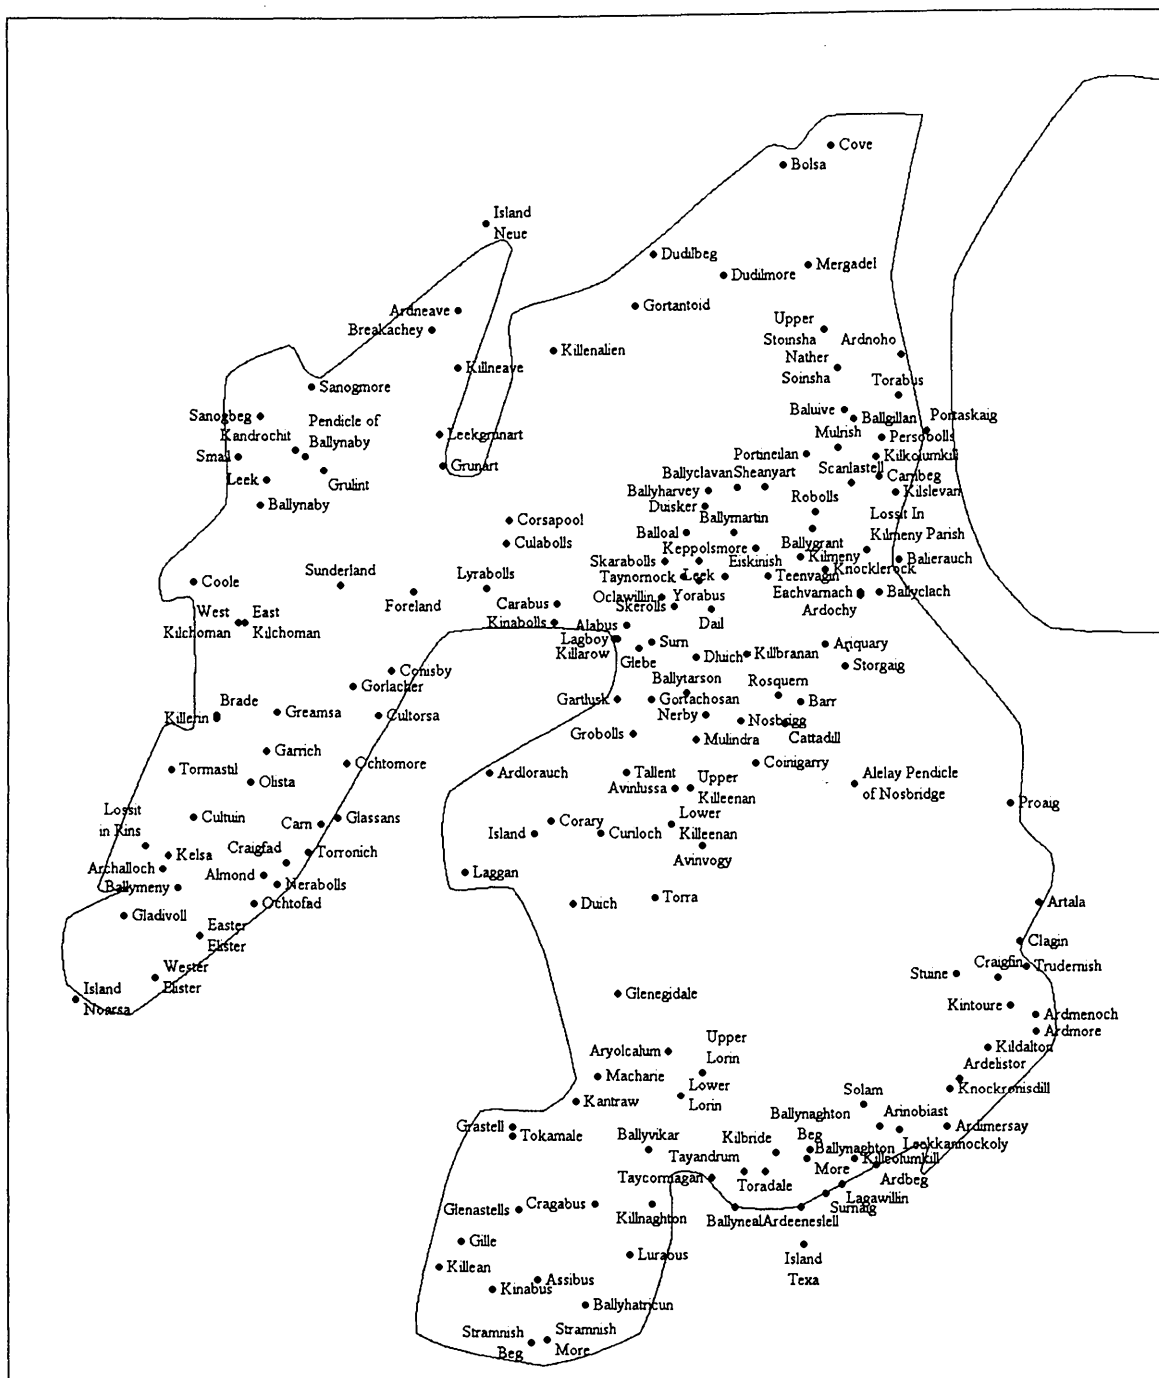 Cove
Bolsa
Island
Neue
Dudilbeg
Mergadel
Dudilmore
Gortantoid
Ardneave
Breakachey
Upper
Stoinsha
Ardnoho
Nather
Soinsha
Killenalien
Killneave
Torabus
Sanogmore
Sanogbeg
Baluive
Ballgillan
Portaskaig
Kandrochit
Pendicle of
Ballynaby
Leekgrunart
Mulrish
Persobolls
Small
Portineilan
Kilkolumkill
Grunart
Grulint
Leek
Ballyclavan
Sheanyart
Scanlastell
Carnbeg
Ballyharvey
Kilslevan
Ballynaby
Duisker
Robolls
Lossit In
Kilmeny Parish
Corsapool
Ballymartin
Balloal
Ballygrant
Culabolls
Keppolsmore
Skarabolls
Eiskinish
Kilmeny
Balierauch
Knocklerock
Taynornock
Leek
Teenvagin
Coole
Sunderland
Lyrabolls
Foreland
Oclawillin
Yorabus
Eachvarnach
Ballyclach
Carabus
Skerolls
Ardochy
West
Kilchoman
East
Kilchoman
Kinabolls
Alabus
Dail
Lagboy
Killarow
Surn
Ariquary
Glebe
Dluich
Killbranan
Storgaig
Conisby
Gorlacher
Ballytarson
Rosquern
Gartlusk
Gortachosan
Barr
Brade
Killerin
Greamsa
Cultorsa
Nerby
Nosbrigg
Cattadill
Grobolls
Mulindra
Garrich
Ochtomore
Coinigarry
Tormastil
Ardlorauch
Tallent
Olista
Avinlussa
Upper
Killeenan
Alelay Pendicle
of Nosbridge
Proaig
Lossit
in Rins
Cultuin
Carn
Glassans
Corary
Island
Curiloch
Lower
Killeenan
Kelsa
Craigfad
Torronich
Avinvogy
Archalloch
Almond
Laggan
Ballymeny
Nerabolls
Ochtofad
Duich
Torra
Artala
Gladivoll
Easter
Elister
Clagin
Craigfin
Trudernish
Stuine
Wester
Elister
Island
Noarsa
Glenegidale
Kintoure
Ardmenoch
Ardmore
Upper
Lorin
Aryolcalum
Kildalton
Macharie
Ardelistor
Knockronisdill
Lower
Lorin
Kantraw
Solam
Grastell
Tokamale
Ballynaghton
Beg
Arinobiast
Ardimersay
Leekkannockoly
Ballyvikar
Kilbride
Ballynaghton
More
Killcolumkill
Tayandrum
Ardbeg
Taycormagan
Toradale
Lagawillin
Surnaig
Glenastells
Cragabus
Killnaghton
Ballyneal
Ardeeneslell
Gille
Luraous
Island
Texa
Killean
Assibus
Kinabus
Ballyhatricun
Stramnish
Beg
Stramnish
More